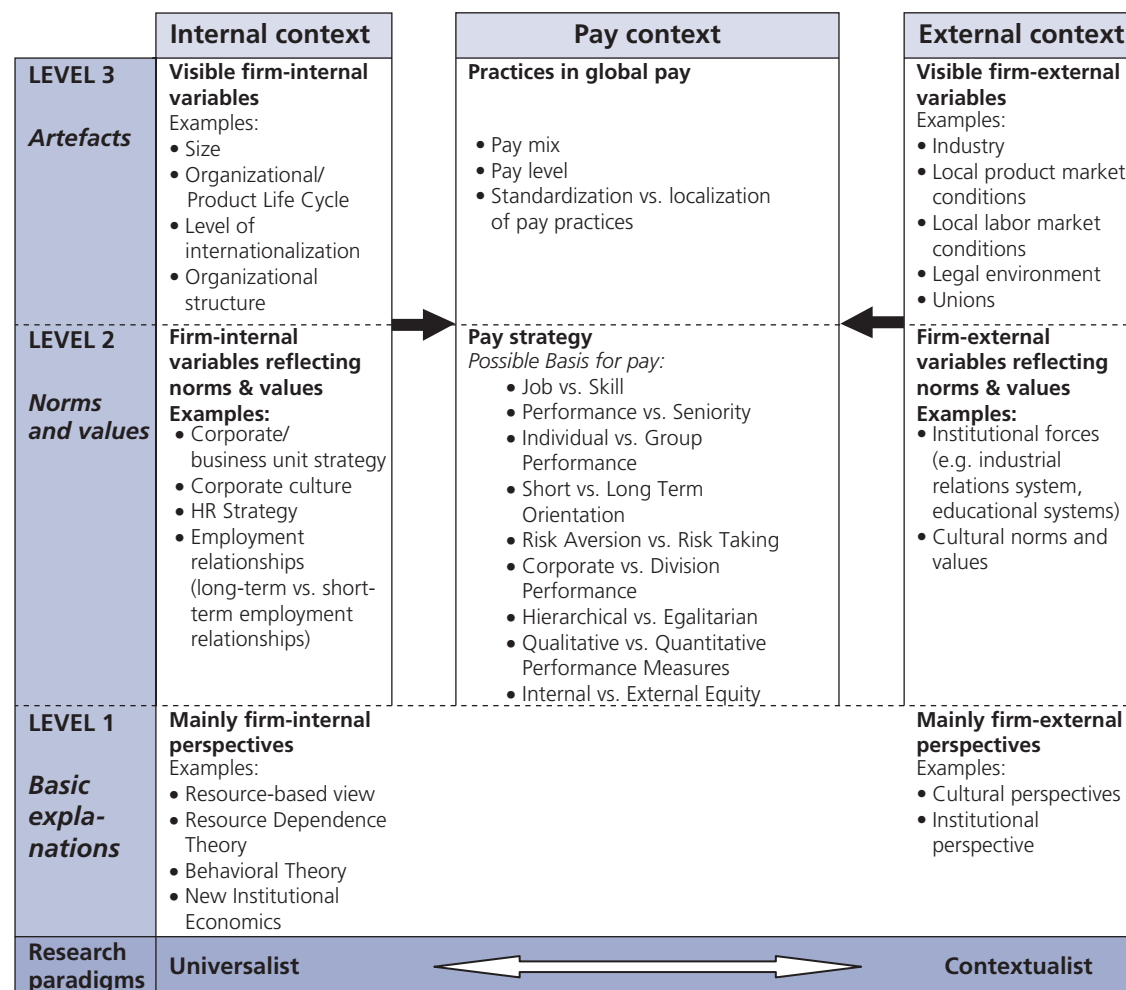 Internal context
Pay context
External context
LEVEL 3
Artefacts
Visible firm-internal
variables
Examples:
• Size
• Organizational/
Product Life Cycle
• Level of
internationalization
• Organizational
structure
Practices in global pay
• Pay mix
• Pay level
• Standardization vs. localization
of pay practices
Visible firm-external
variables
Examples:
• Industry
• Local product market
conditions
• Local labor market
conditions
• Legal environment
• Unions
LEVEL 2
Norms
and values
Firm-internal
variables reflecting
norms & values
Examples:
• Corporate/
business unit strategy
• Corporate culture
• HR Strategy
• Employment
relationships
(long-term vs. short-
term employment
relationships)
Pay strategy
Possible Basis for pay:
• Job vs. Skill
• Performance vs. Seniority
• Individual vs. Group
Performance
• Short vs. Long Term
Orientation
• Risk Aversion vs. Risk Taking
• Corporate vs. Division
Performance
• Hierarchical vs. Egalitarian
• Qualitative vs. Quantitative
Performance Measures
• Internal vs. External Equity
Firm-external
variables reflecting
norms & values
Examples:
• Institutional forces
(e.g. industrial
relations system,
educational systems)
• Cultural norms and
values
LEVEL 1
Basic
expla-
nations
Mainly firm-internal
perspectives
Examples:
• Resource-based view
• Resource Dependence
Theory
• Behavioral Theory
• New Institutional
Economics
Mainly firm-external
perspectives
Examples:
• Cultural perspectives
• Institutional
perspective
Research
paradigms
Universalist
Contextualist